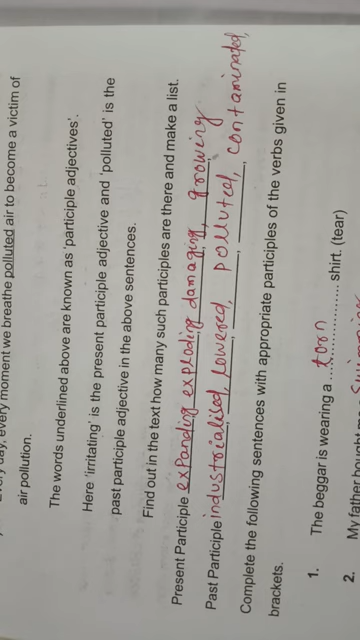 every day, every moment we breathe polluted air to become a victim of
air pollution.
The words underlined above are known as 'participle adjectives'.
Here 'irritating' is the present participle adjective and 'polluted' is the
past participle adjective in the above sentences.
Find out in the text how many such participles are there and make a list.
Present Participle expanding exploding damaging, growing
Past Participle industrialised, lowered, polluted, contaminated,
Complete the following sentences with appropriate participles of the verbs given in
brackets.
1. The beggar is wearing a torn shirt. (tear)
2. My father bought me